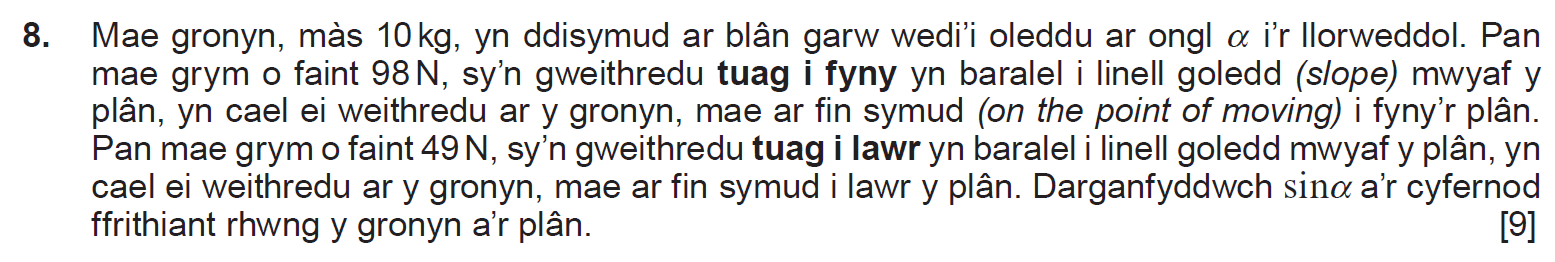 8. Mae gronyn, màs 10 kg, yn ddisymud ar blân garw wedi’i oleddu ar ongl α i’r llorweddol. Pan
mae grym o faint 98 N, sy’n gweithredu tuag i fyny yn baralel i linell goledd (slope) mwyaf y
plân, yn cael ei weithredu ar y gronyn, mae ar fin symud (on the point of moving) i fyny’r plân.
Pan mae grym o faint 49 N, sy’n gweithredu tuag i lawr yn baralel i linell goledd mwyaf y plân, yn
cael ei weithredu ar y gronyn, mae ar fin symud i lawr y plân. Darganfyddwch sinα a’r cyfernod
ffrithiant rhwng y gronyn a’r plân. [9]